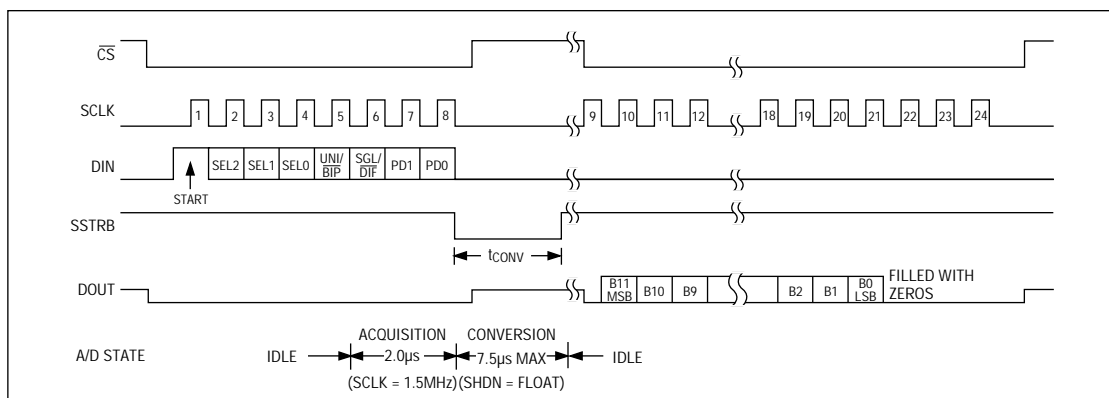 CS
SCLK
1 2 3 4 5 6 7 8 9 10 11 12 18 19 20 21 22 23 24
DIN
SEL2 SEL1 SEL0 UNI/ BIP SGL/ DIF PD1 PD0
START
SSTRB
tCONV
DOUT
B11 MSB B10 B9 B2 B1 B0 LSB
FILLED WITH
ZEROS
A/D STATE
IDLE
ACQUISITION
2.0µs
(SCLK = 1.5MHz)
CONVERSION
7.5µs MAX
(SHDN = FLOAT)
IDLE